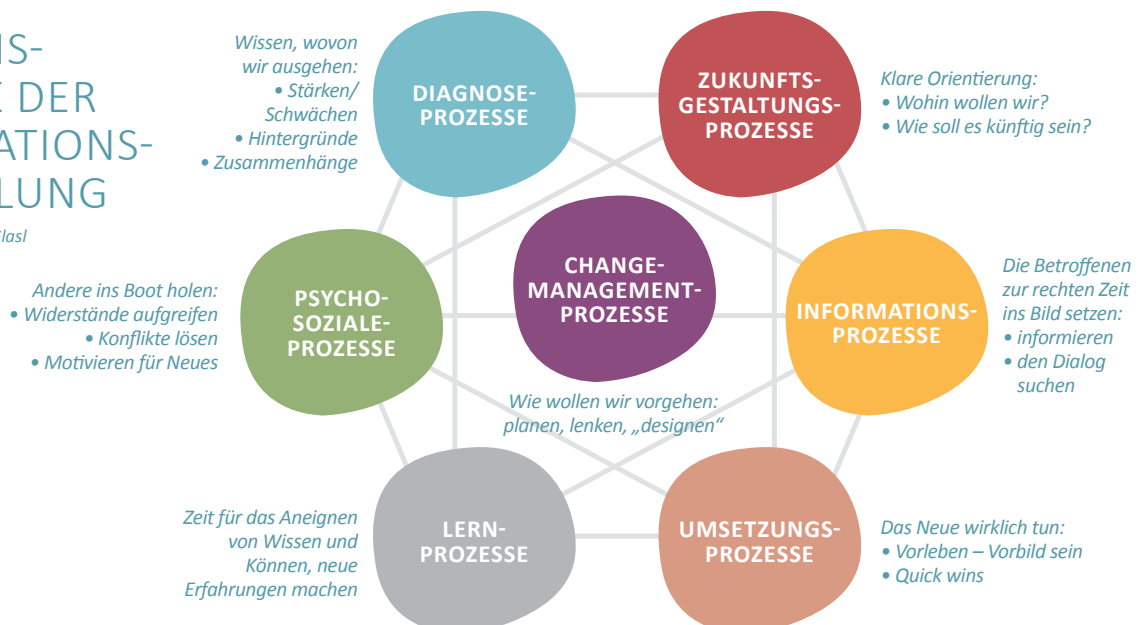 IS-
E DER
ATIONS-
LUNG
Glasl
Wissen, wovon
wir ausgehen:
• Stärken/
Schwächen
• Hintergründe
• Zusammenhänge
DIAGNOSE-
PROZESSE
ZUKUNFTS-
GESTALTUNGS-
PROZESSE
Klare Orientierung:
• Wohin wollen wir?
• Wie soll es künftig sein?
Andere ins Boot holen:
• Widerstände aufgreifen
• Konflikte lösen
• Motivieren für Neues
PSYCHO-
SOZIALE-
PROZESSE
CHANGE-
MANAGEMENT-
PROZESSE
Wie wollen wir vorgehen:
planen, lenken, „designen“
INFORMATIONS-
PROZESSE
Die Betroffenen
zur rechten Zeit
ins Bild setzen:
• informieren
• den Dialog
suchen
Zeit für das Aneignen
von Wissen und
Können, neue
Erfahrungen machen
LERN-
PROZESSE
UMSETZUNGS-
PROZESSE
Das Neue wirklich tun:
• Vorleben – Vorbild sein
• Quick wins